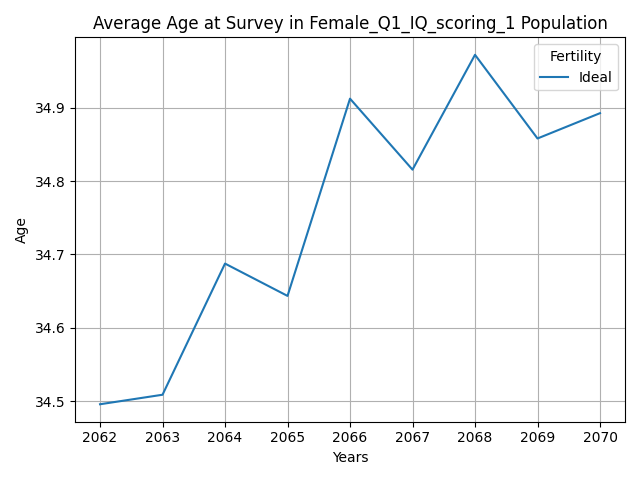 Average Age at Survey in Female_Q1_IQ_scoring_1 Population
Fertility
Ideal
34.9
34.8
34.7
34.6
34.5
Age
2062 2063 2064 2065 2066 2067 2068 2069 2070
Years